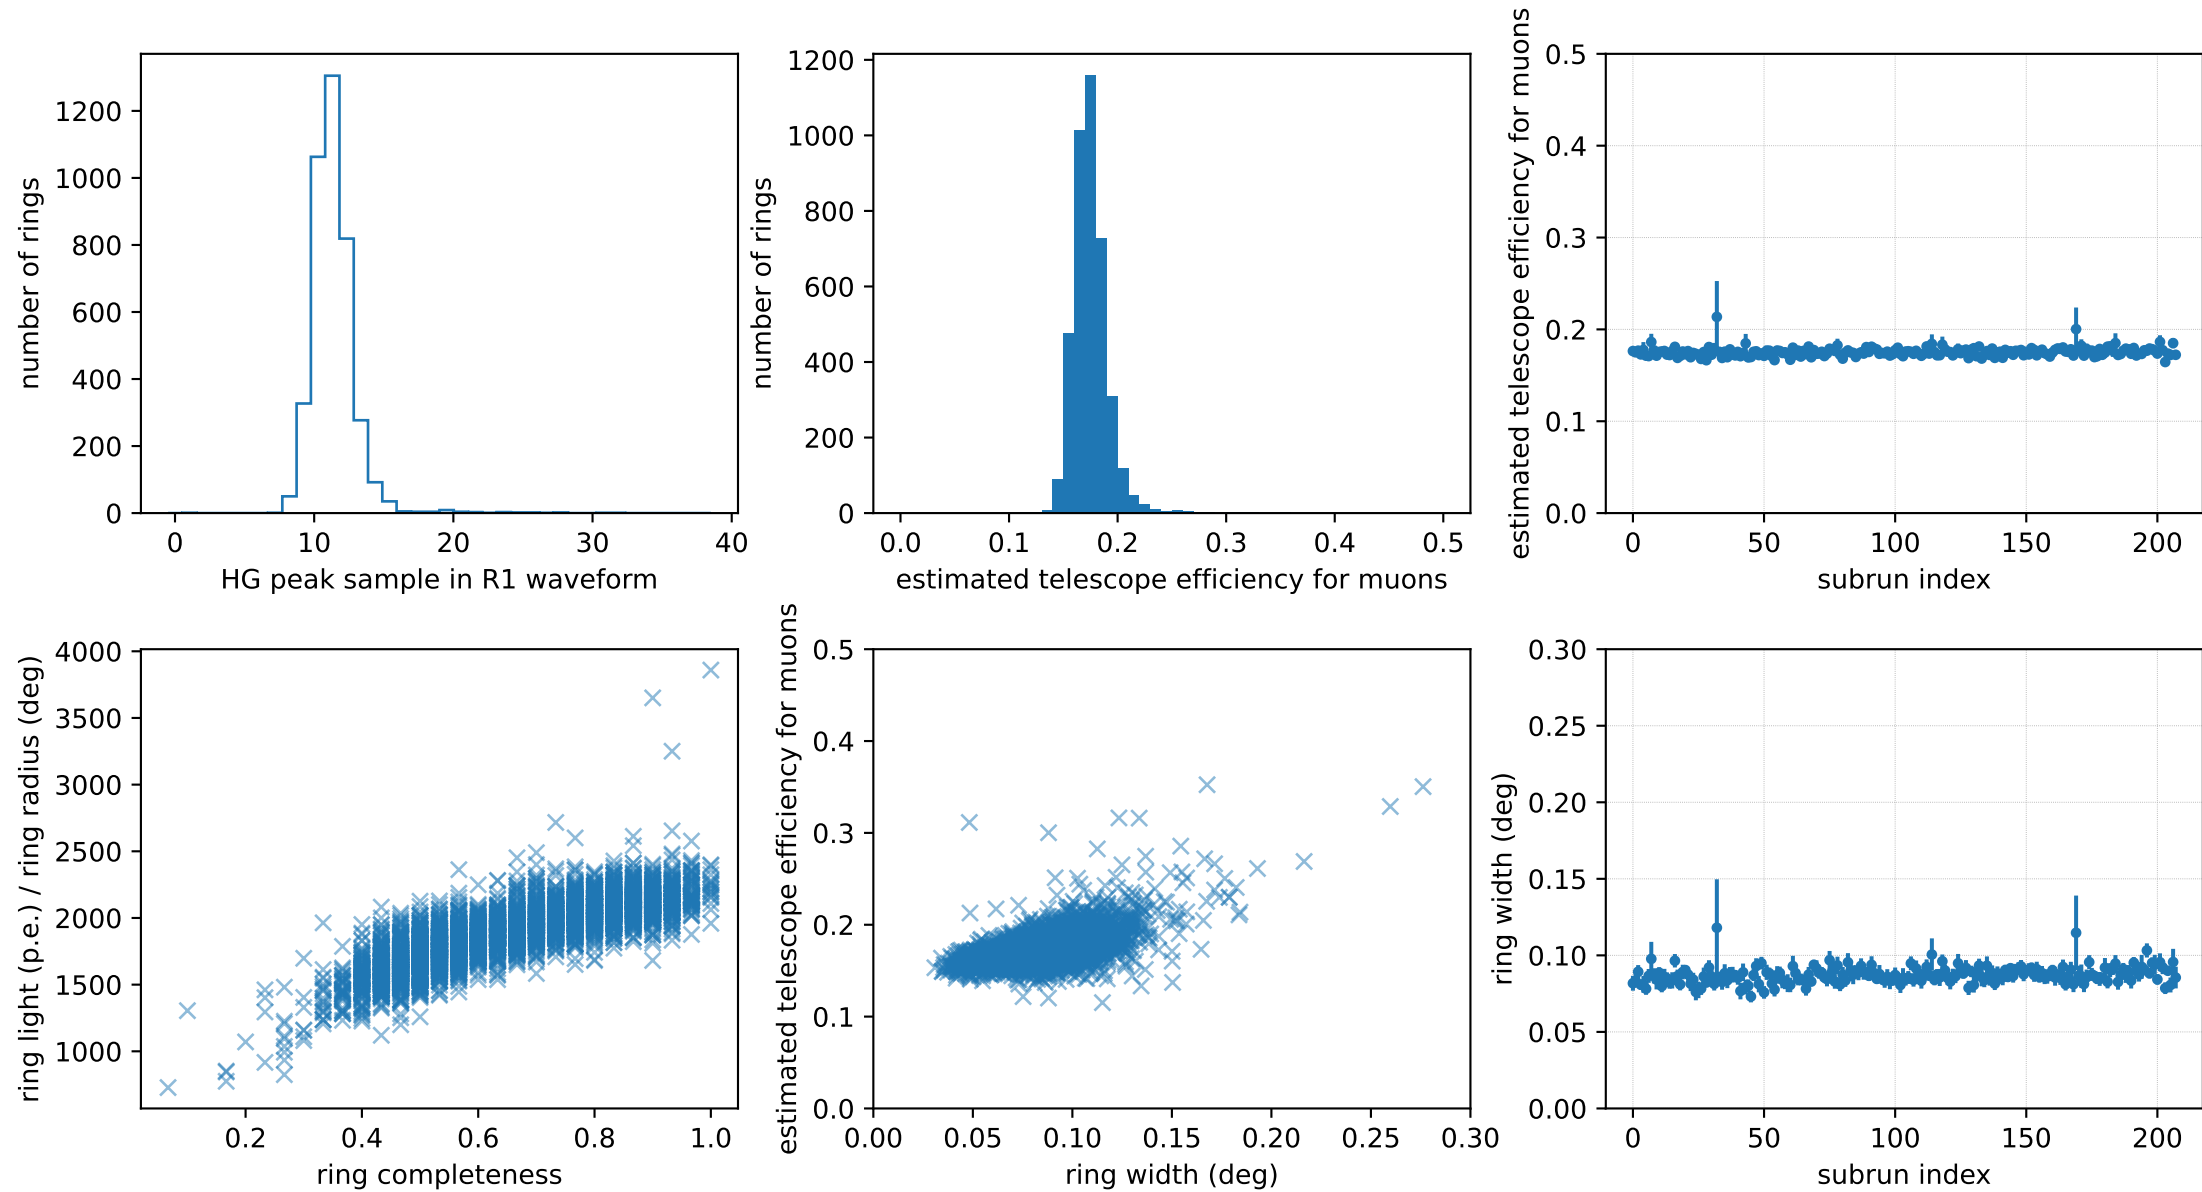 number of rings
1200
1000
800
600
400
200
0
0 10 20 30 40
HG peak sample in R1 waveform
number of rings
1200
1000
800
600
400
200
0
0.0 0.1 0.2 0.3 0.4 0.5
estimated telescope efficiency for muons
estimated telescope efficiency for muons
0.5
0.4
0.3
0.2
0.1
0.0
0 50 100 150 200
subrun index
ring light (p.e.) / ring radius (deg)
4000
3500
3000
2500
2000
1500
1000
0.2 0.4 0.6 0.8 1.0
ring completeness
estimated telescope efficiency for muons
0.5
0.4
0.3
0.2
0.1
0.0
0.00 0.05 0.10 0.15 0.20 0.25 0.30
ring width (deg)
ring width (deg)
0.30
0.25
0.20
0.15
0.10
0.05
0.00
0 50 100 150 200
subrun index